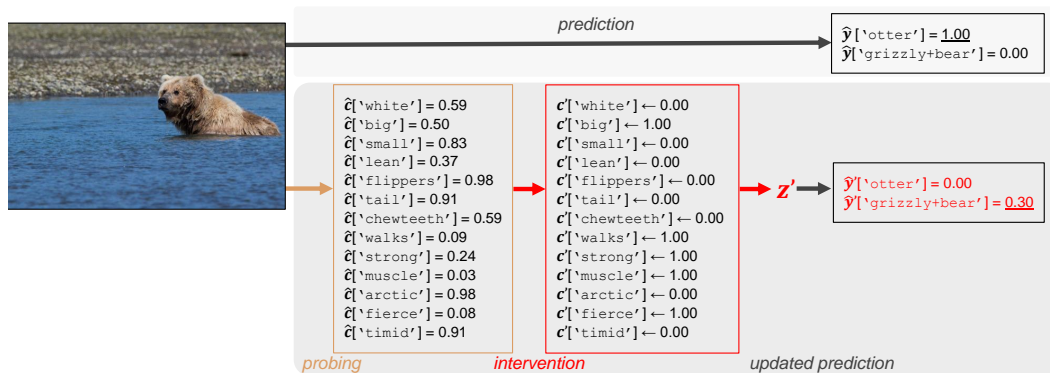 prediction
ŷ['otter'] = 1.00
ŷ['grizzly+bear'] = 0.00
ĉ['white'] = 0.59
ĉ['big'] = 0.50
ĉ['small'] = 0.83
ĉ['lean'] = 0.37
ĉ['flippers'] = 0.98
ĉ['tail'] = 0.91
ĉ['chewteeth'] = 0.59
ĉ['walks'] = 0.09
ĉ['strong'] = 0.24
ĉ['muscle'] = 0.03
ĉ['arctic'] = 0.98
ĉ['fierce'] = 0.08
ĉ['timid'] = 0.91
probing
c'['white'] ← 0.00
c'['big'] ← 1.00
c'['small'] ← 0.00
c'['lean'] ← 0.00
c'['flippers'] ← 0.00
c'['tail'] ← 0.00
c'['chewteeth'] ← 0.00
c'['walks'] ← 1.00
c'['strong'] ← 1.00
c'['muscle'] ← 1.00
c'['arctic'] ← 0.00
c'['fierce'] ← 1.00
c'['timid'] ← 0.00
intervention
z'
ŷ'['otter'] = 0.00
ŷ'['grizzly+bear'] = 0.30
updated prediction